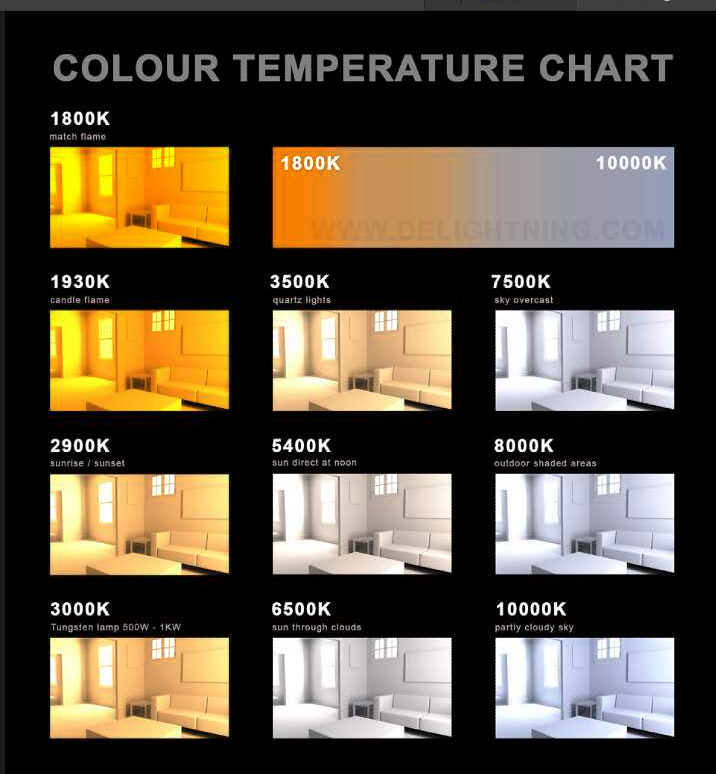 COLOUR TEMPERATURE CHART
1800K
match flame
1800K 10000K
WWW.DELIGHTNING.COM
1930K
candle flame
3500K
quartz lights
7500K
sky overcast
2900K
sunrise / sunset
5400K
sun direct at noon
8000K
outdoor shaded areas
3000K
Tungsten lamp 500W - 1KW
6500K
sun through clouds
10000K
partly cloudy sky